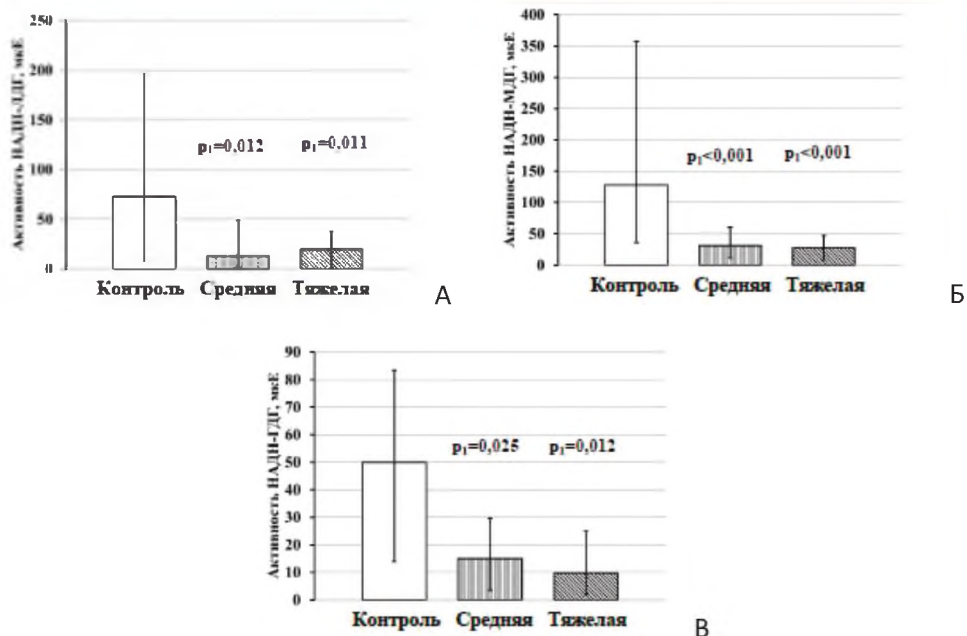 Активность НАДН-ЛДГ, мкЕ
250
200
150
100
50
0
p₁=0,012
p₁=0,011
Контроль Средняя Тяжелая
А
Активность НАДН-МДГ, мкЕ
400
350
300
250
200
150
100
50
0
p₁<0,001
p₁<0,001
Контроль Средняя Тяжелая
Б
Активность НАДН-ГДГ, мкЕ
90
80
70
60
50
40
30
20
10
0
p₁=0,025
p₁=0,012
Контроль Средняя Тяжелая
В